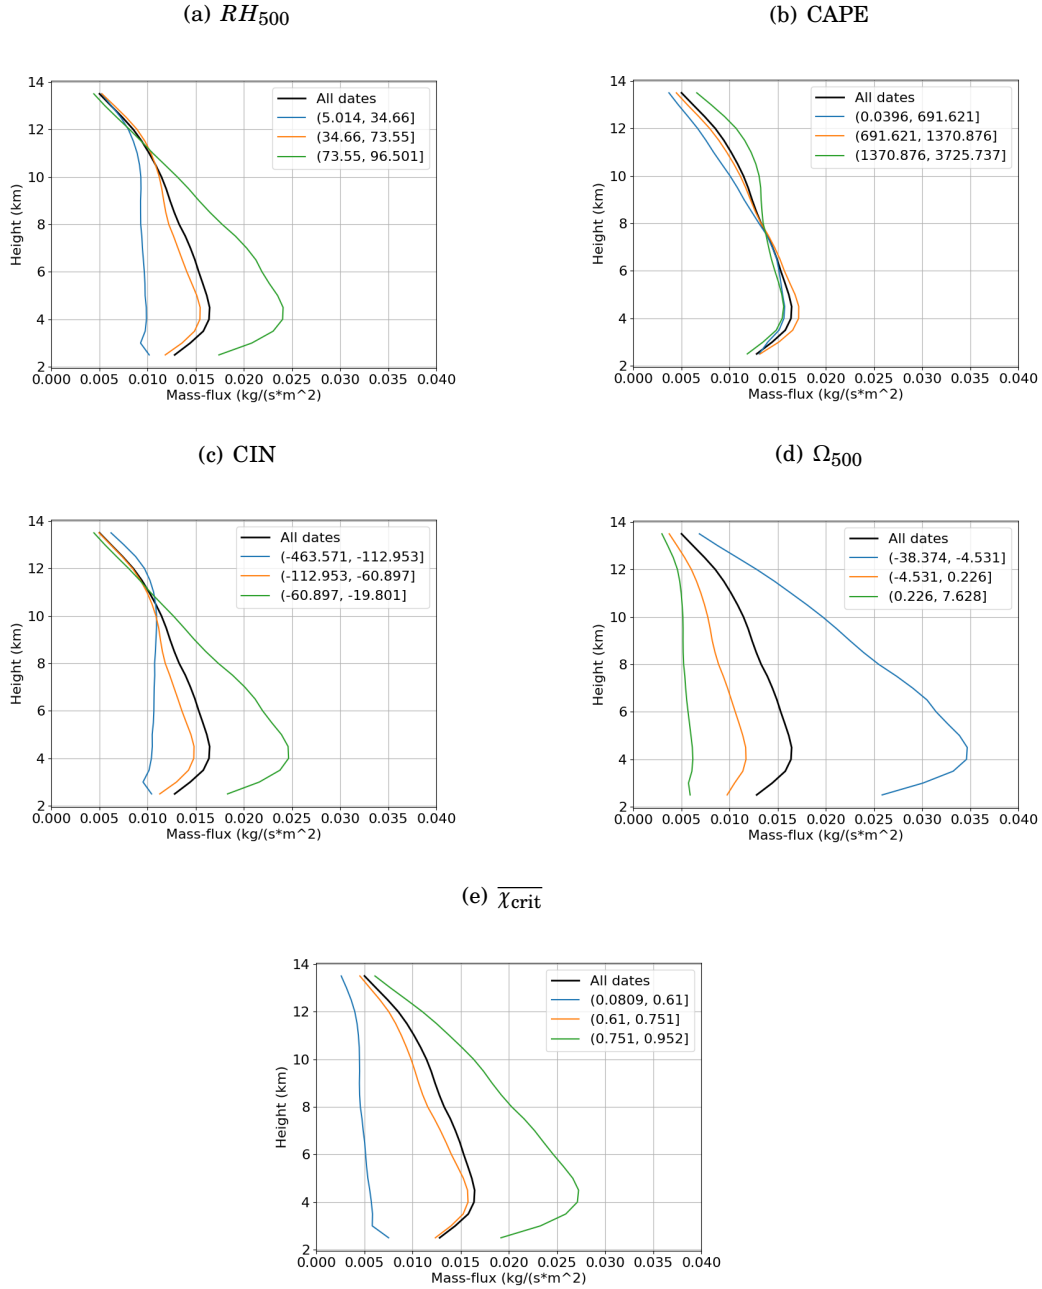 (a) RH500
14
12
10
8
6
4
2
Height (km)
All dates
(5.014, 34.66]
(34.66, 73.55]
(73.55, 96.501]
0.000 0.005 0.010 0.015 0.020 0.025 0.030 0.035 0.040
Mass-flux (kg/(s*m^2)
(b) CAPE
14
12
10
8
6
4
2
Height (km)
All dates
(0.0396, 691.621]
(691.621, 1370.876]
(1370.876, 3725.737]
0.000 0.005 0.010 0.015 0.020 0.025 0.030 0.035 0.040
Mass-flux (kg/(s*m^2)
(c) CIN
14
12
10
8
6
4
2
Height (km)
All dates
(-463.571, -112.953]
(-112.953, -60.897]
(-60.897, -19.801]
0.000 0.005 0.010 0.015 0.020 0.025 0.030 0.035 0.040
Mass-flux (kg/(s*m^2)
(d) Ω500
14
12
10
8
6
4
2
Height (km)
All dates
(-38.374, -4.531]
(-4.531, 0.226]
(0.226, 7.628]
0.000 0.005 0.010 0.015 0.020 0.025 0.030 0.035 0.040
Mass-flux (kg/(s*m^2)
(e) χcrit
14
12
10
8
6
4
2
Height (km)
All dates
(0.0809, 0.61]
(0.61, 0.751]
(0.751, 0.952]
0.000 0.005 0.010 0.015 0.020 0.025 0.030 0.035 0.040
Mass-flux (kg/(s*m^2)